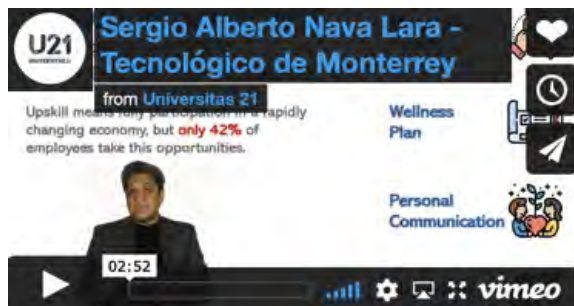 U21
Sergio Alberto Nava Lara -
Tecnológico de Monterrey
from Universitas 21
Upskill means fully participation in a rapidly
changing economy, but only 42% of
employees take this opportunities.
Wellness
Plan
Personal
Communication
02:52
vimeo